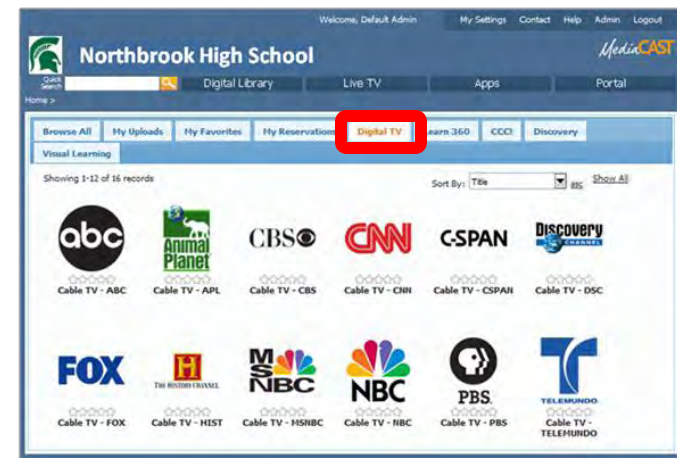 Welcome, Default Admin My Settings Contact Help Admin Logout
Northbrook High School
MediaCAST
Quick Search
Digital Library Live TV Apps Portal
Home >
Browse All My Uploads My Favorites My Reservations Digital TV Learn 360 CCC! Discovery
Visual Learning
Showing 1-12 of 16 records
Sort By: Title asc Show All
abc ANIMAL PLANET CBS CNN C-SPAN DISCOVERY CHANNEL
Cable TV - ABC Cable TV - APL Cable TV - CBS Cable TV - CNN Cable TV - CSPAN Cable TV - DSC
FOX H THE HISTORY CHANNEL MSNBC NBC PBS. TELEMUNDO
Cable TV - FOX Cable TV - HIST Cable TV - MSNBC Cable TV - NBC Cable TV - PBS Cable TV -
TELEMUNDO